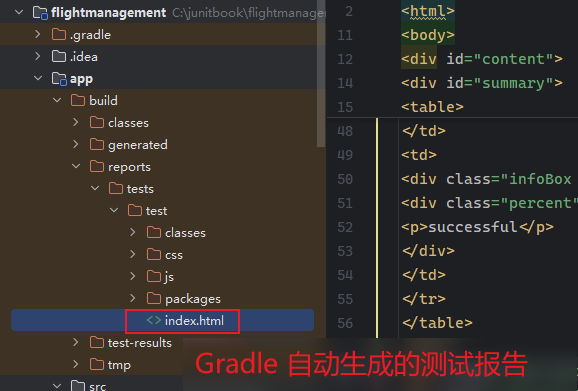 flightmanagement C:\junitbook\flightmanage
.gradle
.idea
app
build
classes
generated
reports
tests
test
classes
css
js
packages
<> index.html
test-results
tmp
src
2 <html>
11 <body>
12 <div id="content">
14 <div id="summary">
15 <table>
48 </td>
49 <td>
50 <div class="infoBox
51 <div class="percent"
52 <p>successful</p>
53 </div>
54 </td>
55 </tr>
56 </table>
Gradle 自动生成的测试报告